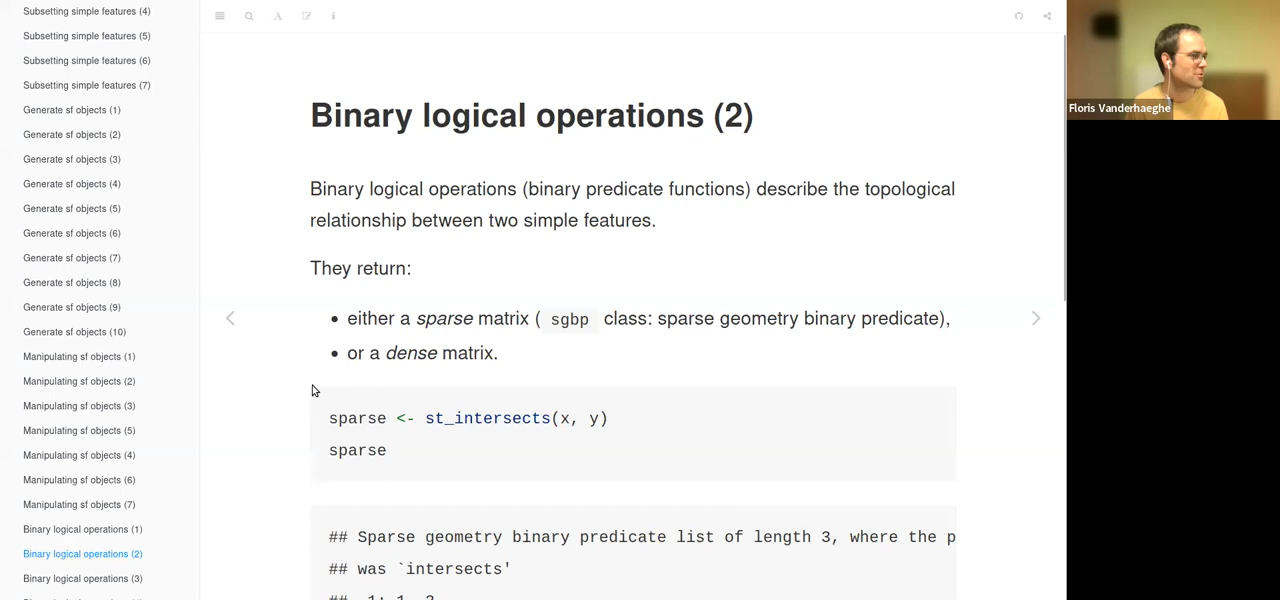 Subsetting simple features (4)
Subsetting simple features (5)
Subsetting simple features (6)
Subsetting simple features (7)
Generate sf objects (1)
Generate sf objects (2)
Generate sf objects (3)
Generate sf objects (4)
Generate sf objects (5)
Generate sf objects (6)
Generate sf objects (7)
Generate sf objects (8)
Generate sf objects (9)
Generate sf objects (10)
Manipulating sf objects (1)
Manipulating sf objects (2)
Manipulating sf objects (3)
Manipulating sf objects (5)
Manipulating sf objects (4)
Manipulating sf objects (6)
Manipulating sf objects (7)
Binary logical operations (1)
Binary logical operations (2)
Binary logical operations (3)
Binary logical operations (2)
Binary logical operations (binary predicate functions) describe the topological
relationship between two simple features.
They return:
• either a sparse matrix ( sgbp class: sparse geometry binary predicate),
• or a dense matrix.
sparse <- st_intersects(x, y)
sparse
## Sparse geometry binary predicate list of length 3, where the p
## was `intersects'
Floris Vanderhaeghe